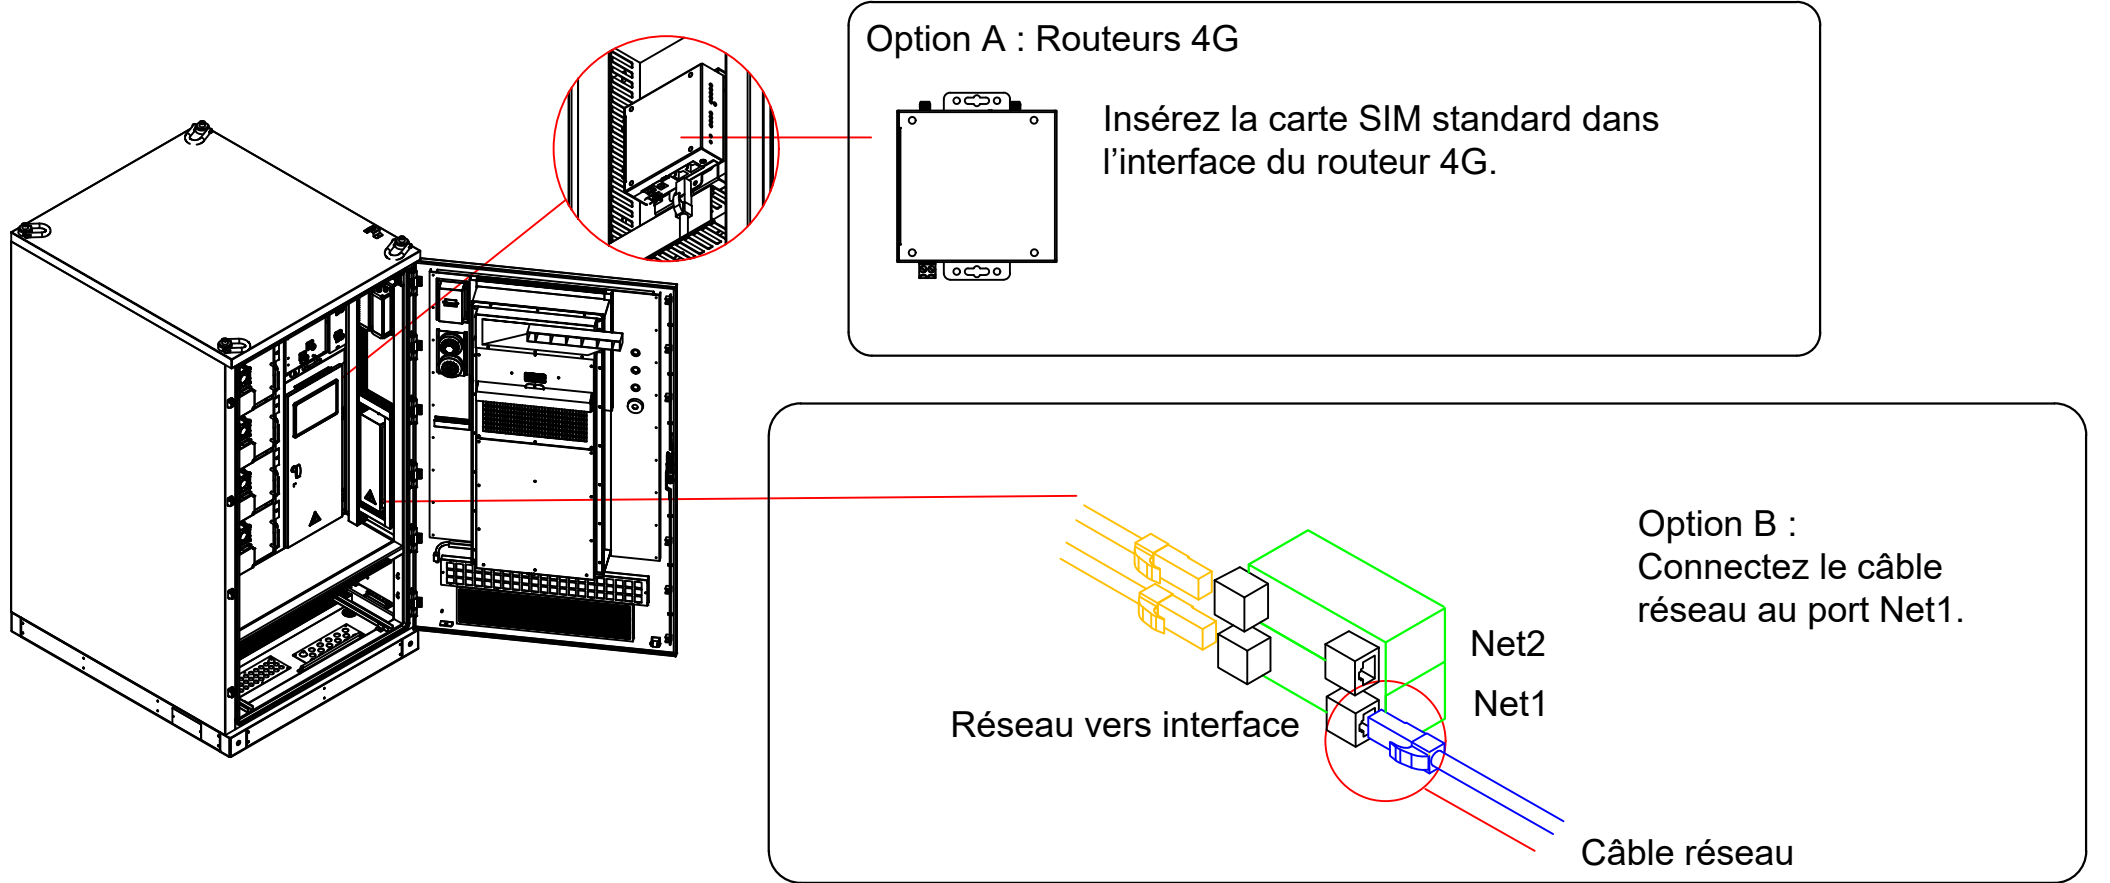 Option A : Routeurs 4G
Insérez la carte SIM standard dans
l’interface du routeur 4G.
Option B :
Connectez le câble
réseau au port Net1.
Net2
Net1
Réseau vers interface
Câble réseau